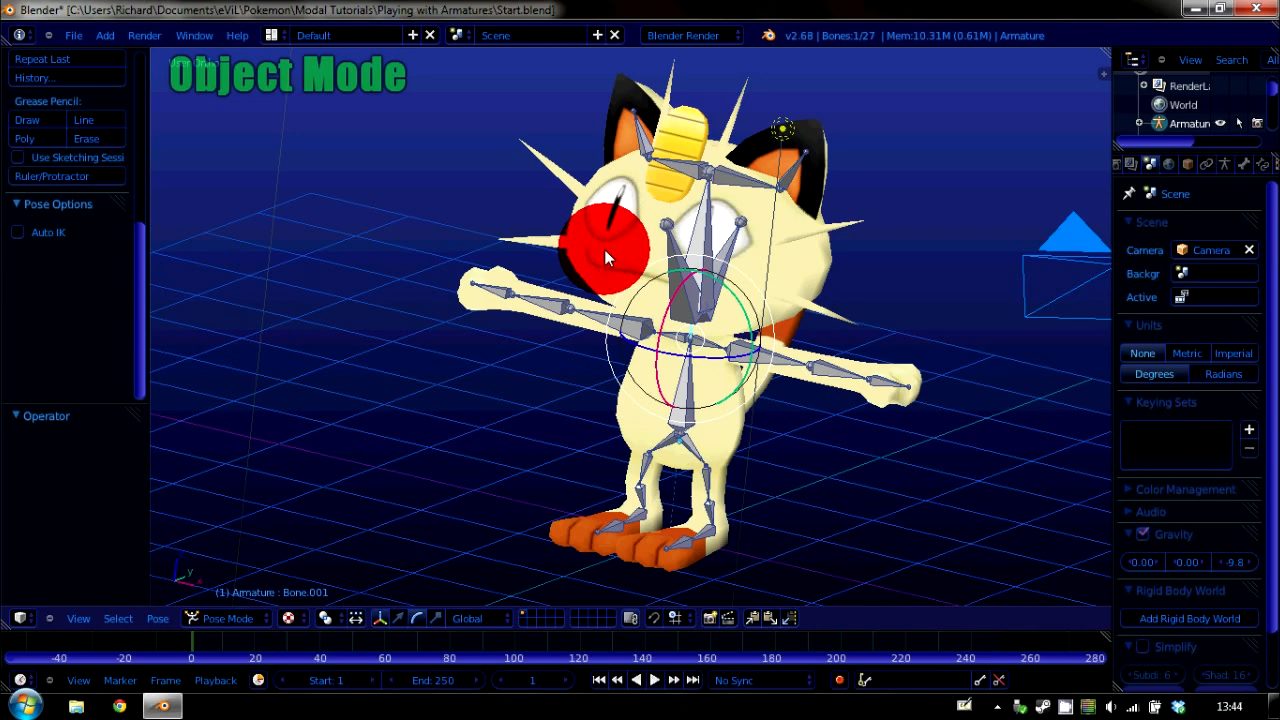 Blender* [C:\Users\Richard\Documents\eViL\Pokemon\Modal Tutorials\Playing with Armatures\Start.blend]
File Add Render Window Help Default Scene Blender Render v2.68 | Bones:1/27 | Mem:10.31M (0.61M) | Armature
Repeat Last
History...
Grease Pencil:
Draw Line
Poly Erase
Use Sketching Sessi
Ruler/Protractor
Pose Options
Auto IK
Operator
Object Mode
(1) Armature : Bone.001
View Search All
RenderLa
World
Armatur
Scene
Scene
Camera Camera
Backgr
Active
Units
None Metric Imperial
Degrees Radians
Keying Sets
Color Management
Audio
Gravity
0.00 0.00 -9.8
Rigid Body World
Add Rigid Body World
Simplify
Subdi: 6 Shad: 16
View Select Pose Pose Mode Global
-40 -20 0 20 40 60 80 100 120 140 160 180 200 220 240 260 280
View Marker Frame Playback Start: 1 End: 250 1 No Sync
13:44